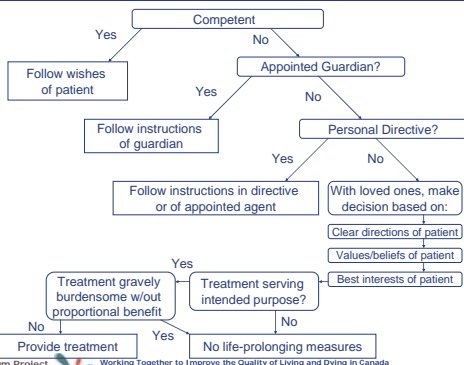 Competent
Yes
No
Follow wishes
of patient
Appointed Guardian?
Yes
No
Follow instructions
of guardian
Personal Directive?
Yes
No
Follow instructions in directive
or of appointed agent
With loved ones, make
decision based on:
Clear directions of patient
Values/beliefs of patient
Best interests of patient
Yes
Treatment gravely
burdensome w/out
proportional benefit
Treatment serving
intended purpose?
No
Yes
No
Provide treatment
No life-prolonging measures
Project
Working Together to Improve the Quality of Living and Dying in Canada